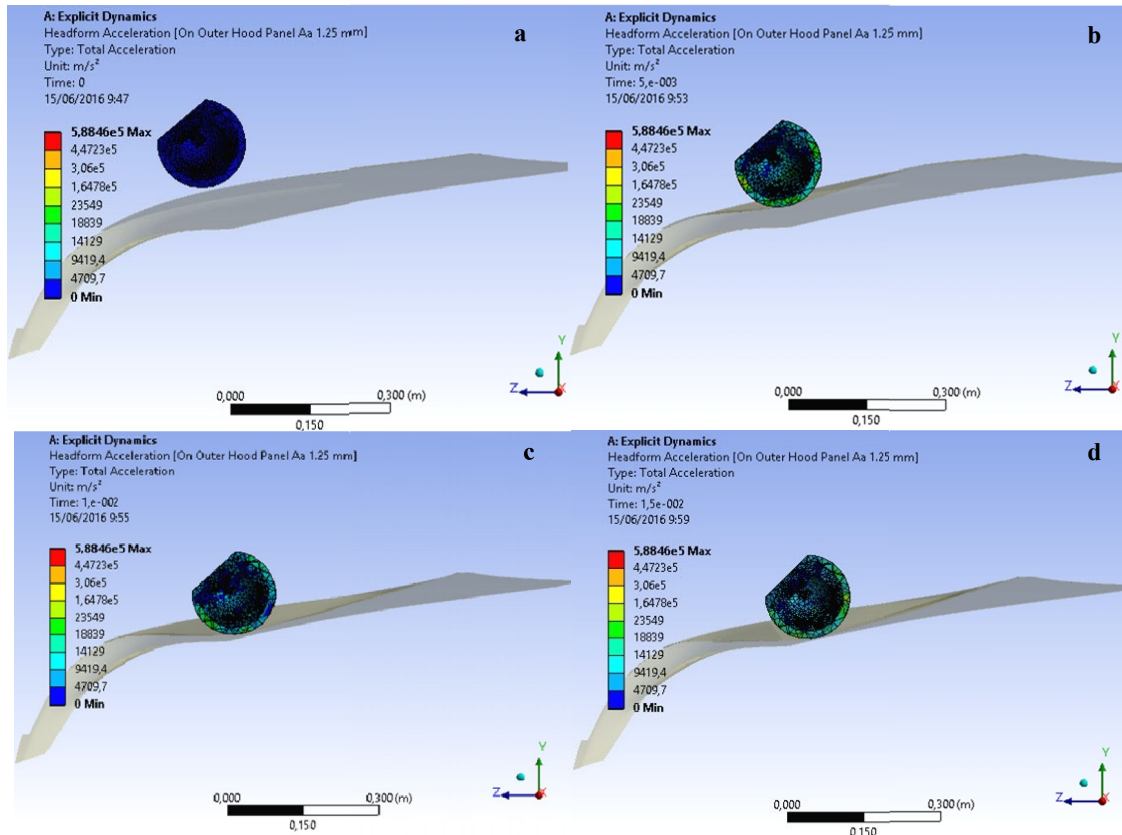 A: Explicit Dynamics
Headform Acceleration [On Outer Hood Panel Aa 1.25 mm]
Type: Total Acceleration
Unit: m/s²
Time: 0
15/06/2016 9:47
a
5,8846e5 Max
4,4723e5
3,06e5
1,6478e5
23549
18839
14129
9419,4
4709,7
0 Min
Y
Z
X
0,000
0,300 (m)
0,150
A: Explicit Dynamics
Headform Acceleration [On Outer Hood Panel Aa 1.25 mm]
Type: Total Acceleration
Unit: m/s²
Time: 5,e-003
15/06/2016 9:53
b
5,8846e5 Max
4,4723e5
3,06e5
1,6478e5
23549
18839
14129
9419,4
4709,7
0 Min
Y
Z
X
0,000
0,300 (m)
0,150
A: Explicit Dynamics
Headform Acceleration [On Outer Hood Panel Aa 1.25 mm]
Type: Total Acceleration
Unit: m/s²
Time: 1,e-002
15/06/2016 9:55
c
5,8846e5 Max
4,4723e5
3,06e5
1,6478e5
23549
18839
14129
9419,4
4709,7
0 Min
Y
Z
X
0,000
0,300 (m)
0,150
A: Explicit Dynamics
Headform Acceleration [On Outer Hood Panel Aa 1.25 mm]
Type: Total Acceleration
Unit: m/s²
Time: 1,5e-002
15/06/2016 9:59
d
5,8846e5 Max
4,4723e5
3,06e5
1,6478e5
23549
18839
14129
9419,4
4709,7
0 Min
Y
Z
X
0,000
0,300 (m)
0,150